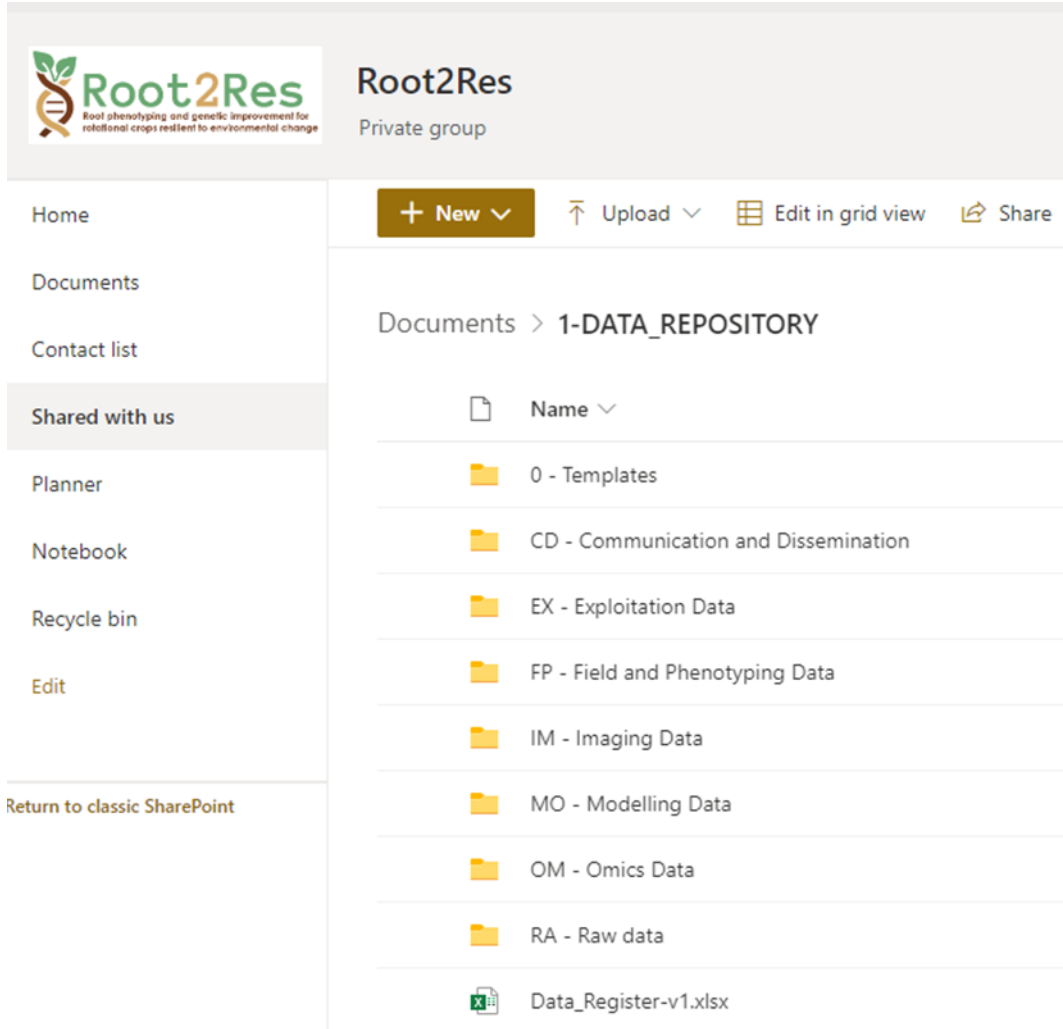 Root2Res
Root phenotyping and genetic improvement for
rotational crops resilient to environmental change
Root2Res
Private group
Home
Documents
Contact list
Shared with us
Planner
Notebook
Recycle bin
Edit
Return to classic SharePoint
+ New
Upload
Edit in grid view
Share
Documents > 1-DATA_REPOSITORY
Name
0 - Templates
CD - Communication and Dissemination
EX - Exploitation Data
FP - Field and Phenotyping Data
IM - Imaging Data
MO - Modelling Data
OM - Omics Data
RA - Raw data
Data_Register-v1.xlsx